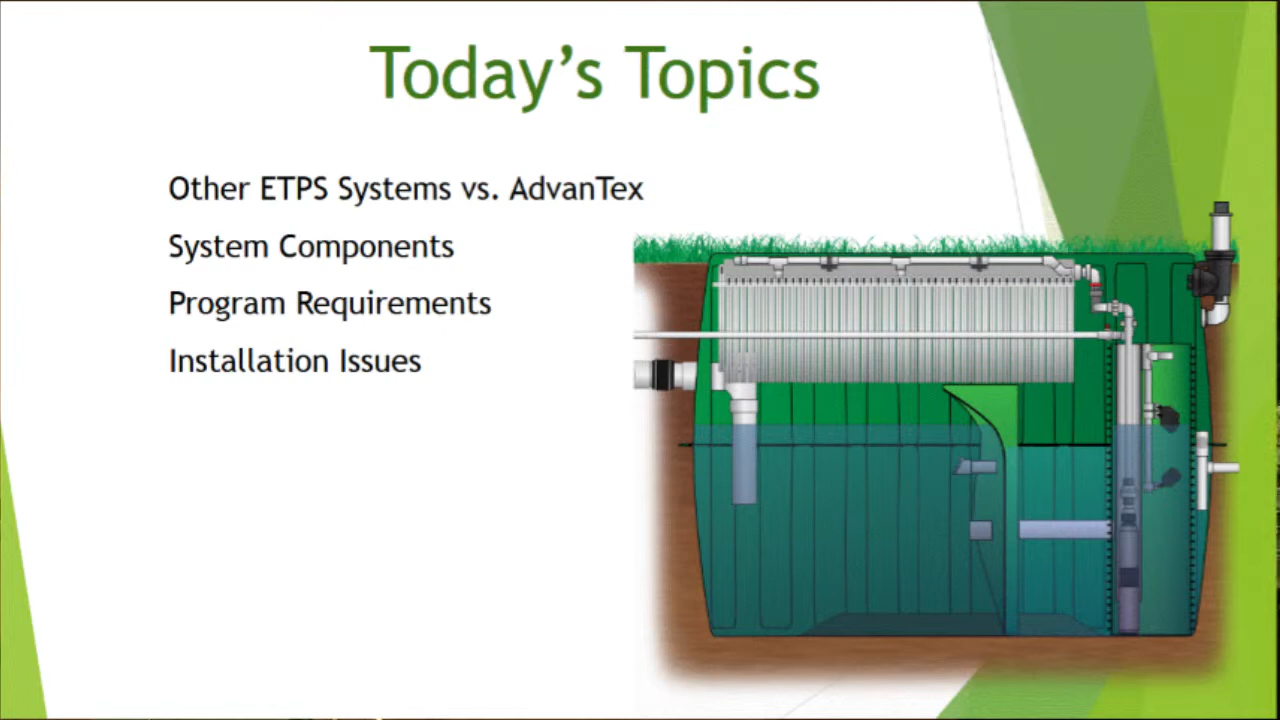 Today’s Topics
Other ETPS Systems vs. AdvanTex
System Components
Program Requirements
Installation Issues